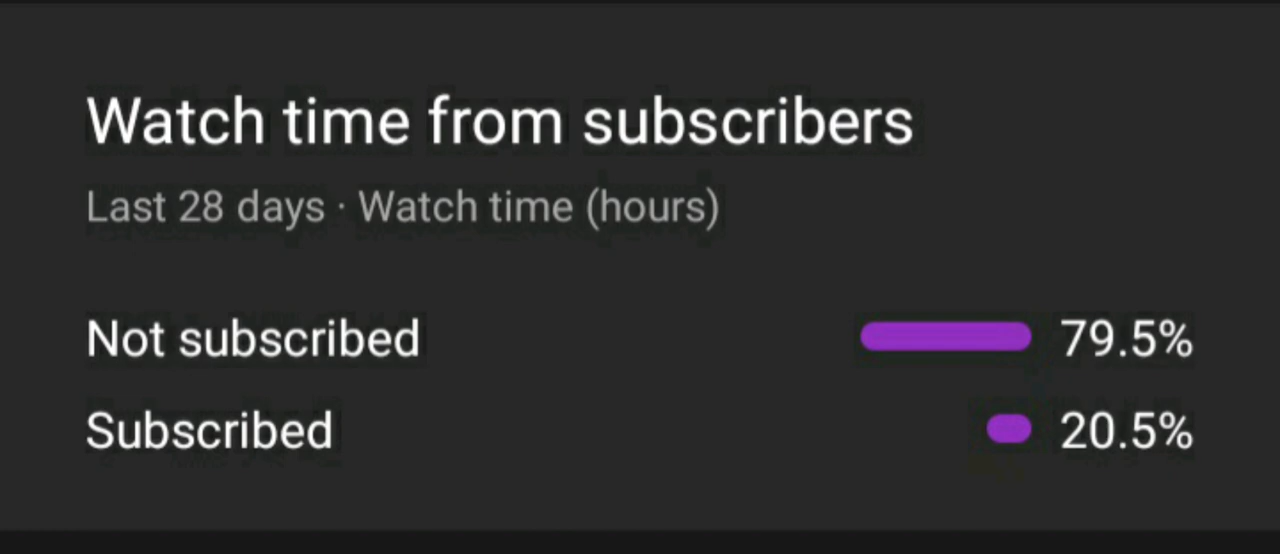 Watch time from subscribers
Last 28 days · Watch time (hours)
Not subscribed 79.5%
Subscribed 20.5%